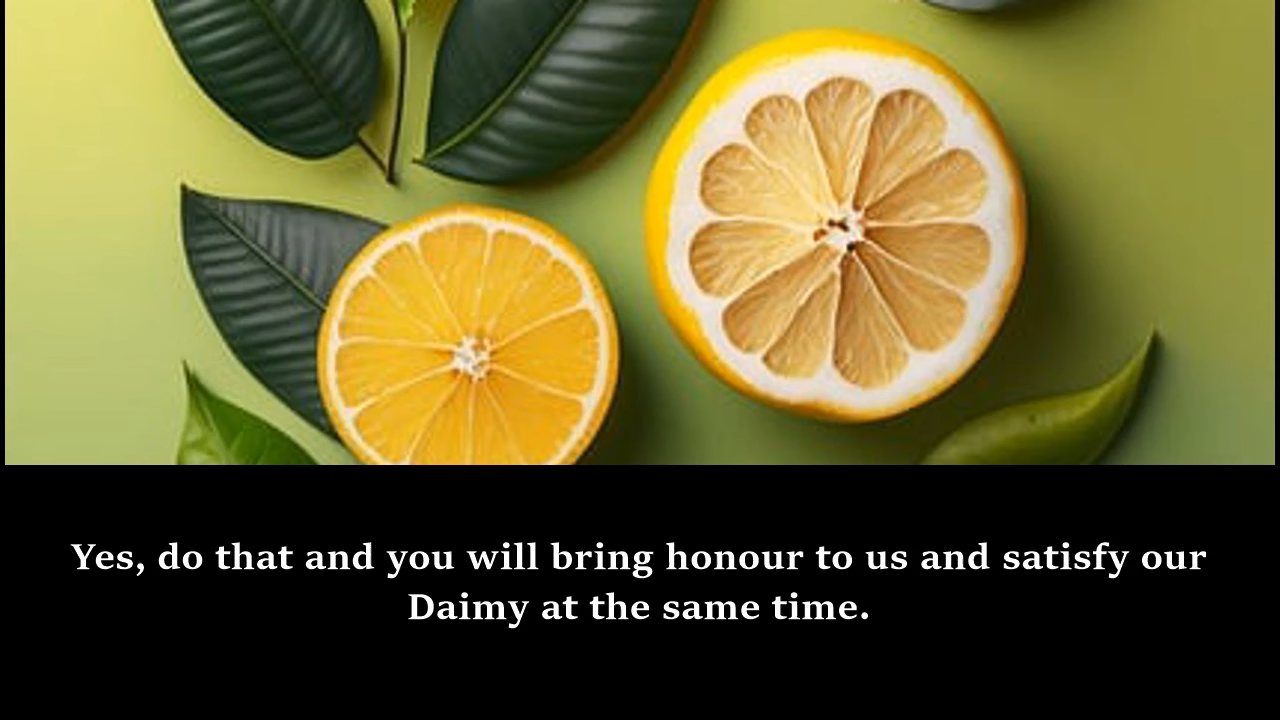 Yes, do that and you will bring honour to us and satisfy our
Daimy at the same time.